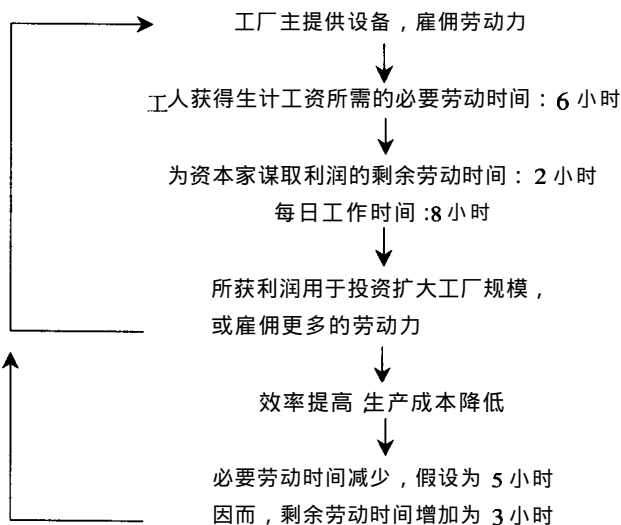 工厂主提供设备，雇佣劳动力
工人获得生计工资所需的必要劳动时间：6 小时
为资本家谋取利润的剩余劳动时间：2 小时
每日工作时间:8 小时
所获利润用于投资扩大工厂规模，
或雇佣更多的劳动力
效率提高 生产成本降低
必要劳动时间减少，假设为 5 小时
因而，剩余劳动时间增加为 3 小时